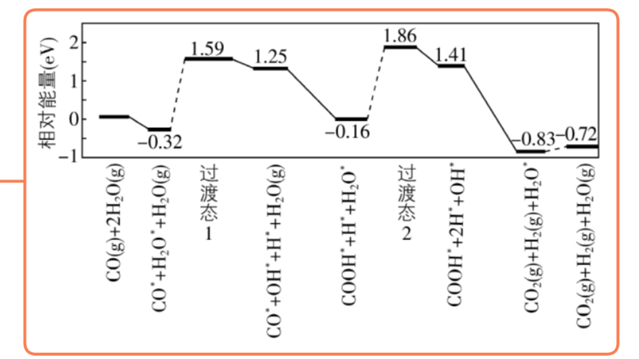 相对能量(eV)
2
1
0
−1
−0.32
1.59
1.25
−0.16
1.86
1.41
−0.83
−0.72
CO(g)+2H₂O(g)
CO*+H₂O*+H₂O(g)
过渡态1
CO*+OH*+H*+H₂O(g)
COOH*+H*+H₂O*
过渡态2
COOH*+2H*+OH*
CO₂(g)+H₂(g)+H₂O*
CO₂(g)+H₂(g)+H₂O(g)